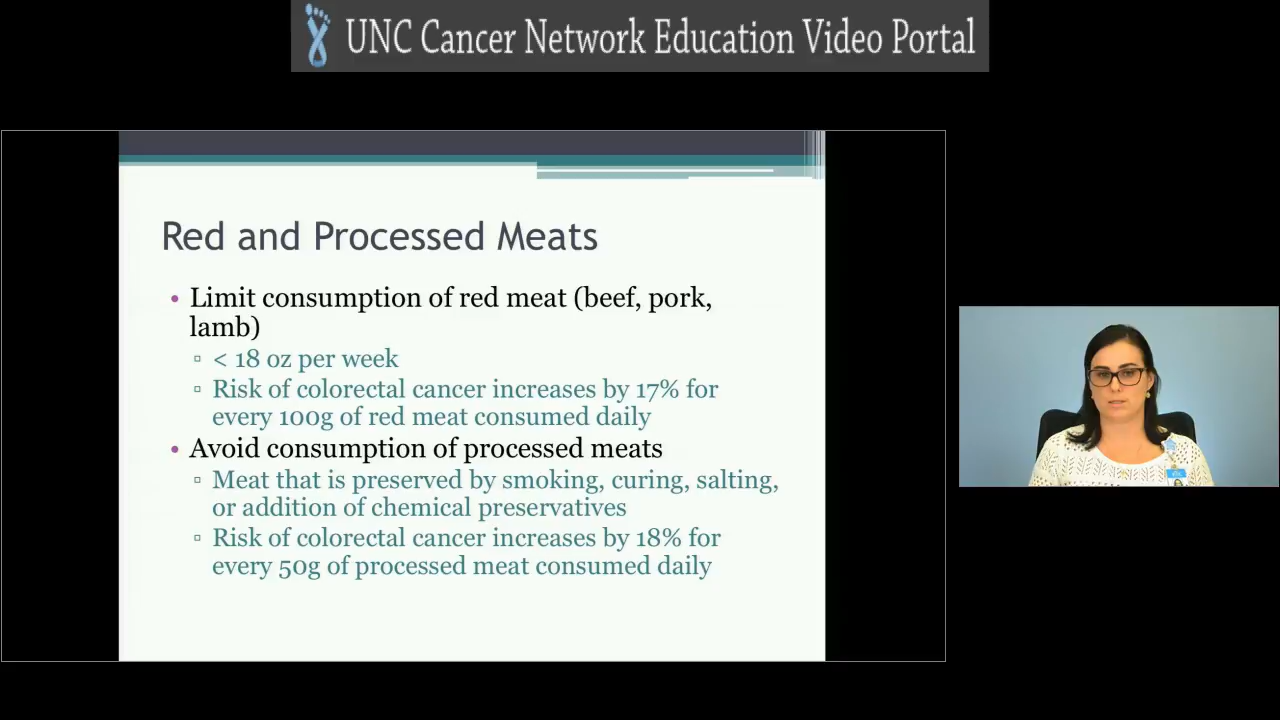 UNC Cancer Network Education Video Portal
Red and Processed Meats
• Limit consumption of red meat (beef, pork,
lamb)
▫ < 18 oz per week
▫ Risk of colorectal cancer increases by 17% for
every 100g of red meat consumed daily
• Avoid consumption of processed meats
▫ Meat that is preserved by smoking, curing, salting,
or addition of chemical preservatives
▫ Risk of colorectal cancer increases by 18% for
every 50g of processed meat consumed daily